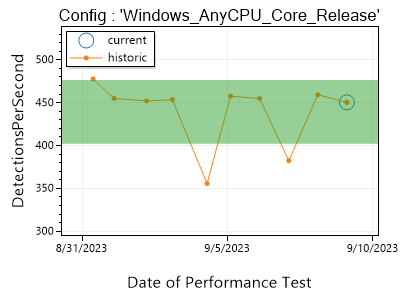 Config : 'Windows_AnyCPU_Core_Release'
current
historic
DetectionsPerSecond
500
450
400
350
300
8/31/2023
9/5/2023
9/10/2023
Date of Performance Test